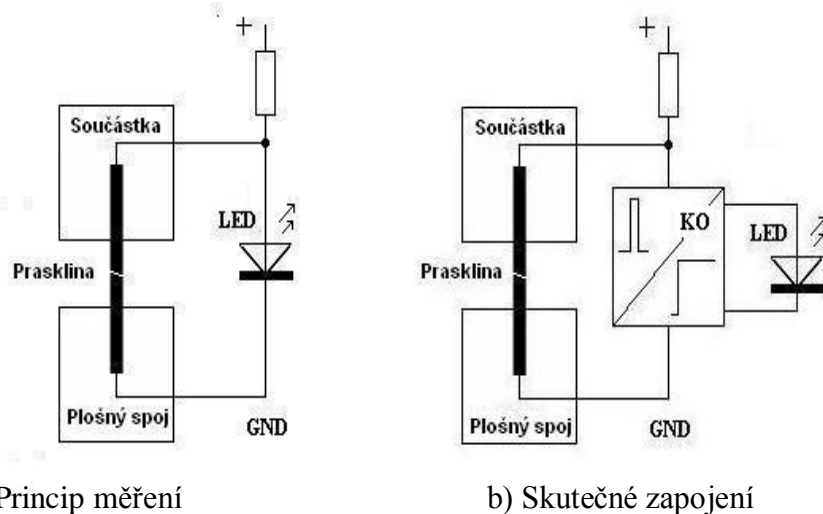 +
Součástka
LED
Prasklina
Plošný spoj
GND
+
Součástka
KO
LED
Prasklina
Plošný spoj
GND
Princip měření
b) Skutečné zapojení